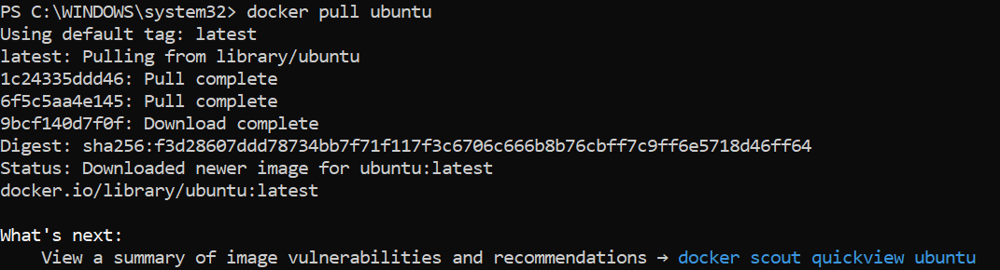 PS C:\WINDOWS\system32> docker pull ubuntu
Using default tag: latest
latest: Pulling from library/ubuntu
1c24335ddd46: Pull complete
6f5c5aa4e145: Pull complete
9bcf140d7f0f: Download complete
Digest: sha256:f3d28607ddd78734bb7f71f117f3c6706c666b8b76cbff7c9ff6e5718d46ff64
Status: Downloaded newer image for ubuntu:latest
docker.io/library/ubuntu:latest

What's next:
    View a summary of image vulnerabilities and recommendations → docker scout quickview ubuntu